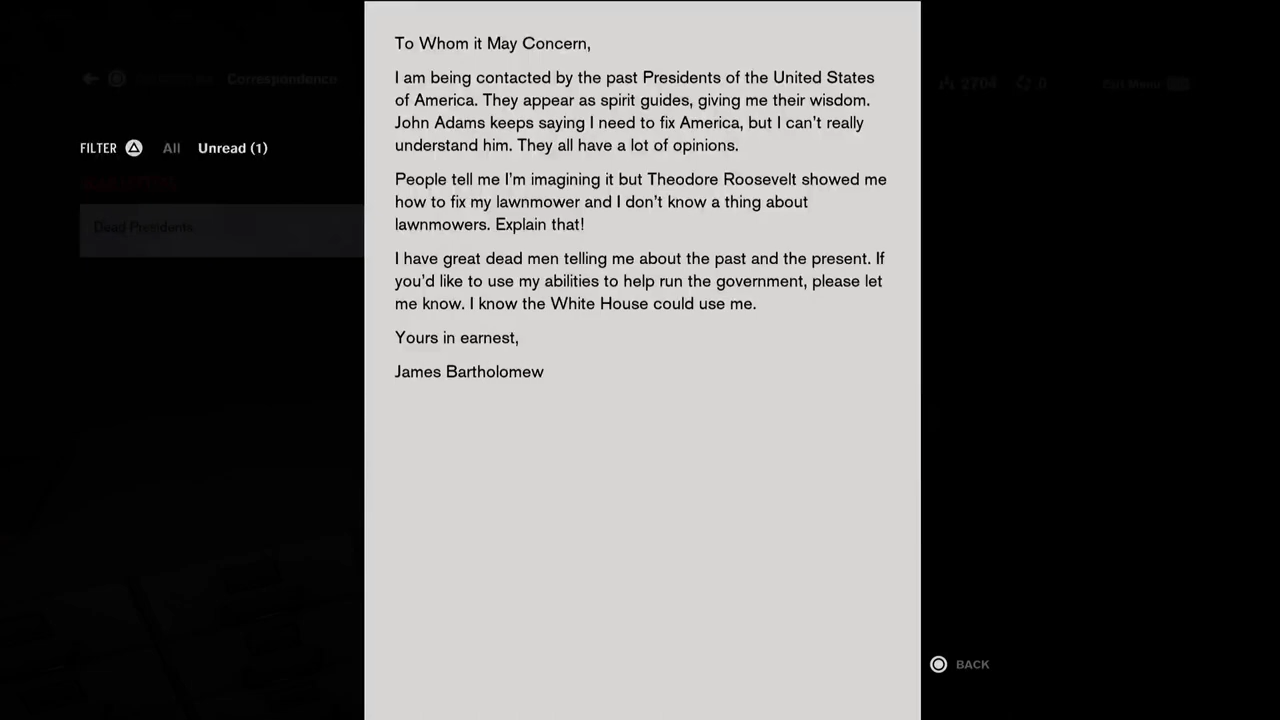 Correspondence
2704
0
FILTER All Unread (1)
Dead Presidents
To Whom it May Concern,
I am being contacted by the past Presidents of the United States
of America. They appear as spirit guides, giving me their wisdom.
John Adams keeps saying I need to fix America, but I can't really
understand him. They all have a lot of opinions.
People tell me I'm imagining it but Theodore Roosevelt showed me
how to fix my lawnmower and I don't know a thing about
lawnmowers. Explain that!
I have great dead men telling me about the past and the present. If
you'd like to use my abilities to help run the government, please let
me know. I know the White House could use me.
Yours in earnest,
James Bartholomew
BACK